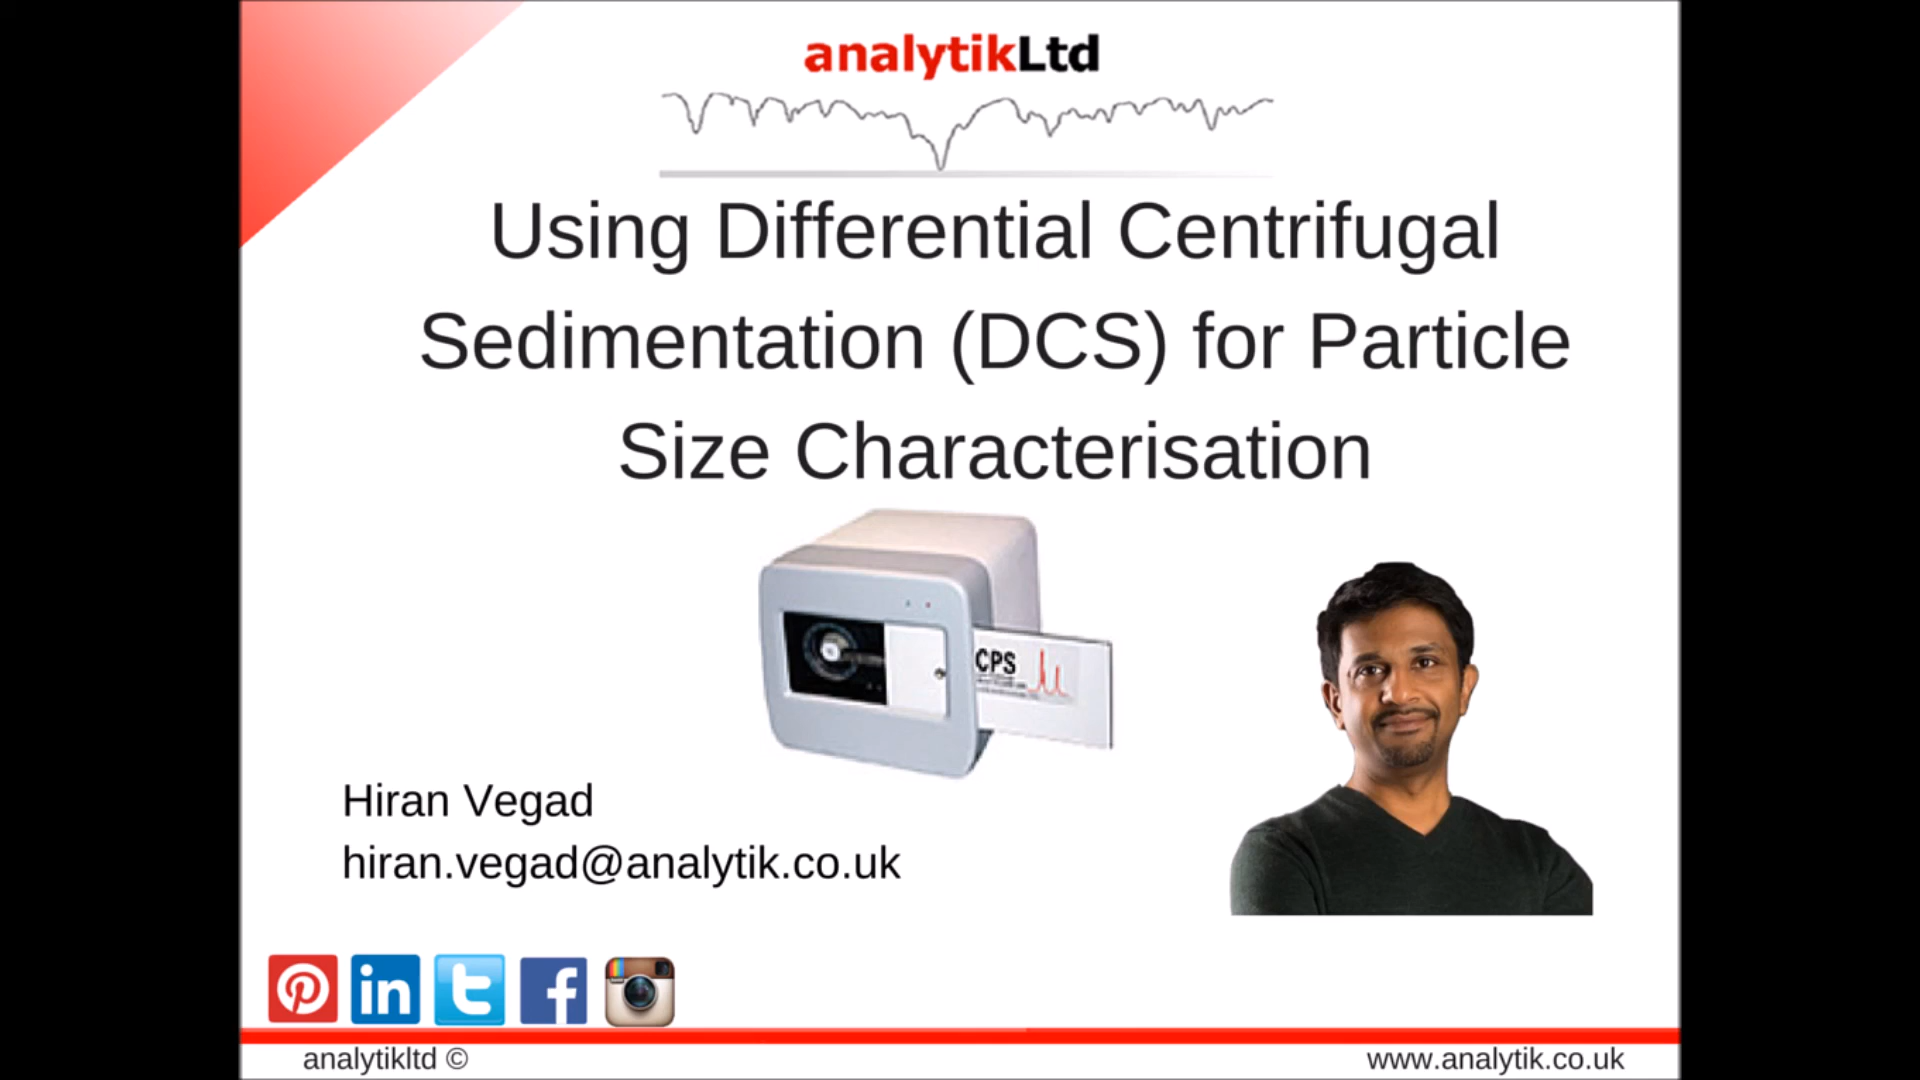 analytikLtd
Using Differential Centrifugal
Sedimentation (DCS) for Particle
Size Characterisation
CPS
Hiran Vegad
hiran.vegad@analytik.co.uk
in
analytikltd ©
www.analytik.co.uk